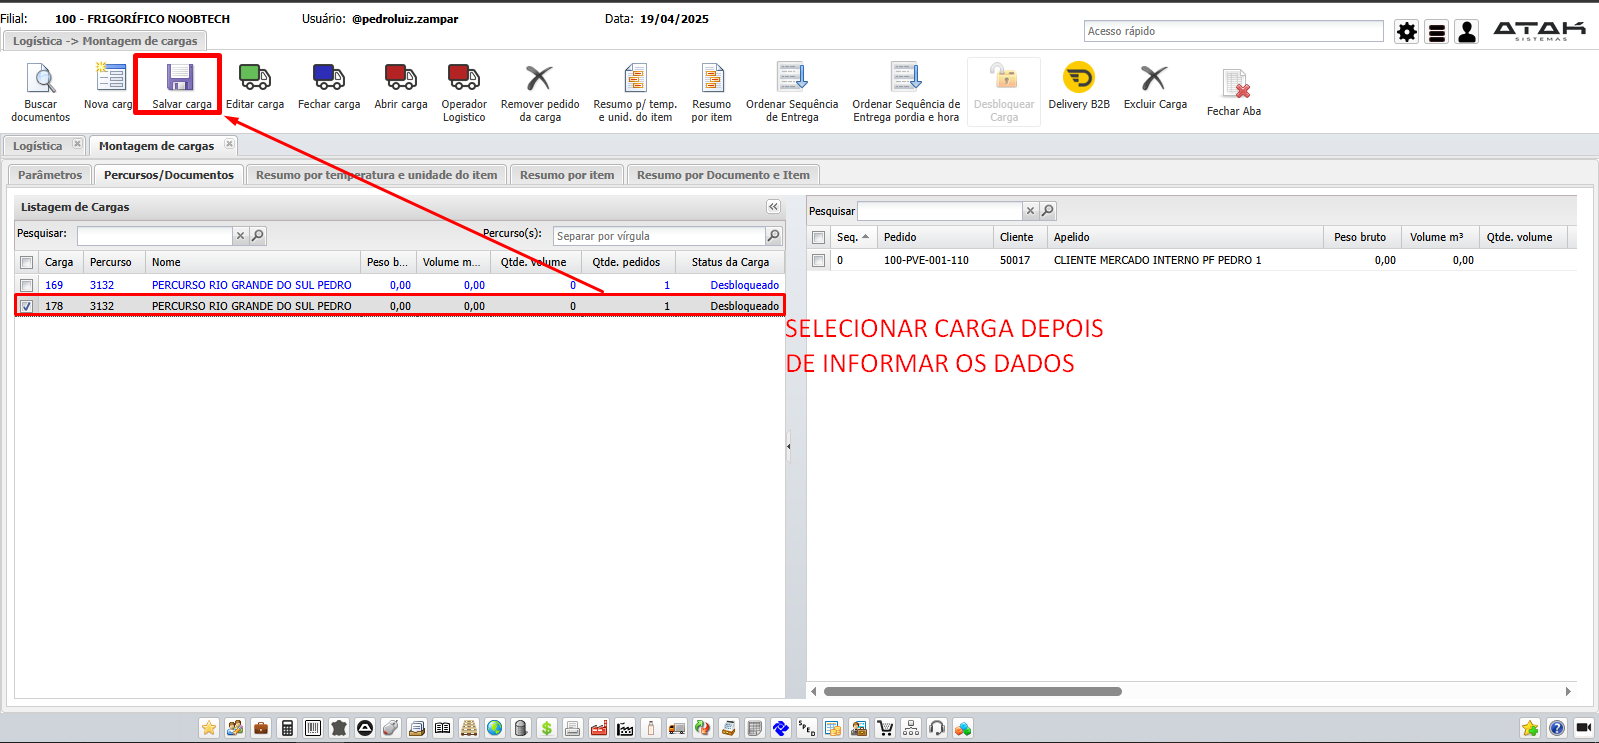 Filial: 100 - FRIGORÍFICO NOOBTECH Usuário: @pedroluiz.zampar Data: 19/04/2025
Acesso rápido
ATAK
SISTEMAS
Logística -> Montagem de cargas
Buscar documentos
Nova carga
Salvar carga
Editar carga
Fechar carga
Abrir carga
Operador Logistico
Remover pedido da carga
Resumo p/ temp. e unid. do item
Resumo por item
Ordenar Sequência de Entrega
Ordenar Sequência de Entrega pordia e hora
Desbloquear Carga
Delivery B2B
Excluir Carga
Fechar Aba
Logística Montagem de cargas
Parâmetros Percursos/Documentos Resumo por temperatura e unidade do item Resumo por item Resumo por Documento e Item
Listagem de Cargas
Pesquisar: Percurso(s): Separar por vírgula
Carga Percurso Nome Peso b... Volume m... Qtde. volume Qtde. pedidos Status da Carga
169 3132 PERCURSO RIO GRANDE DO SUL PEDRO 0,00 0,00 0 1 Desbloqueado
178 3132 PERCURSO RIO GRANDE DO SUL PEDRO 0,00 0,00 0 1 Desbloqueado
Pesquisar
Seq. Pedido Cliente Apelido Peso bruto Volume m³ Qtde. volume
0 100-PVE-001-110 50017 CLIENTE MERCADO INTERNO PF PEDRO 1 0,00 0,00
SELECIONAR CARGA DEPOIS
DE INFORMAR OS DADOS
SPED